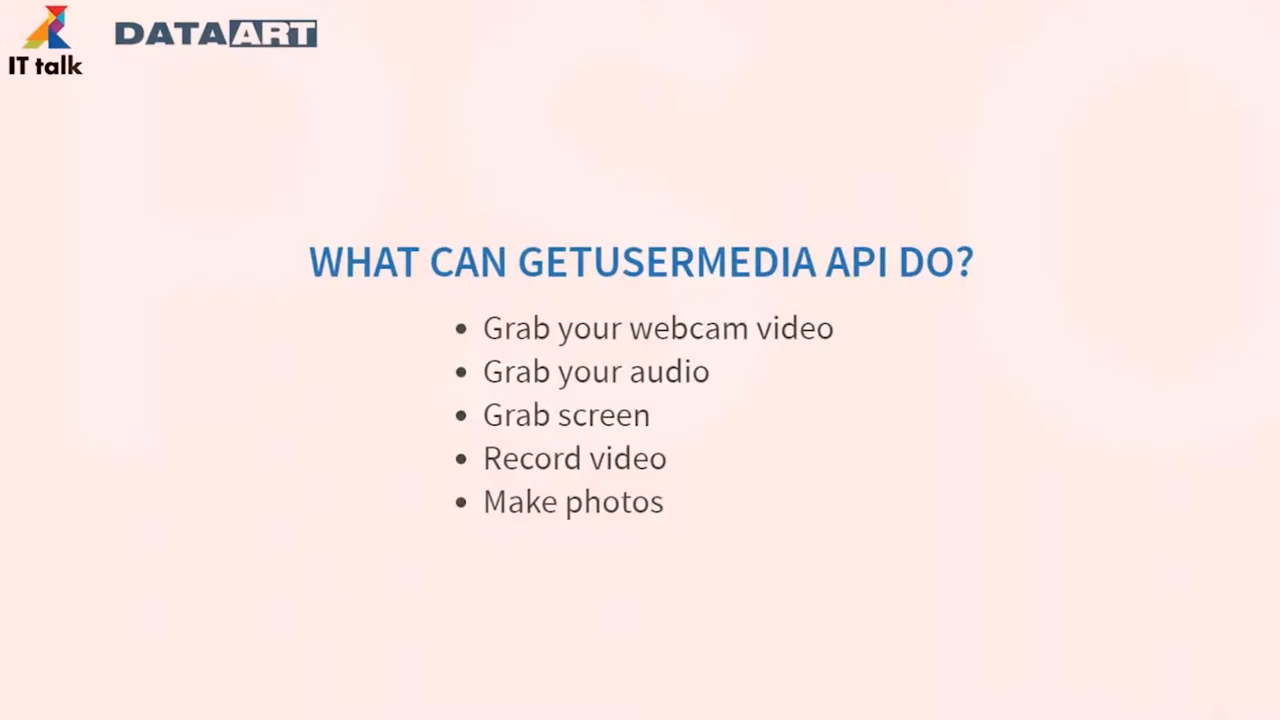 IT talk
DATAART
WHAT CAN GETUSERMEDIA API DO?
• Grab your webcam video
• Grab your audio
• Grab screen
• Record video
• Make photos